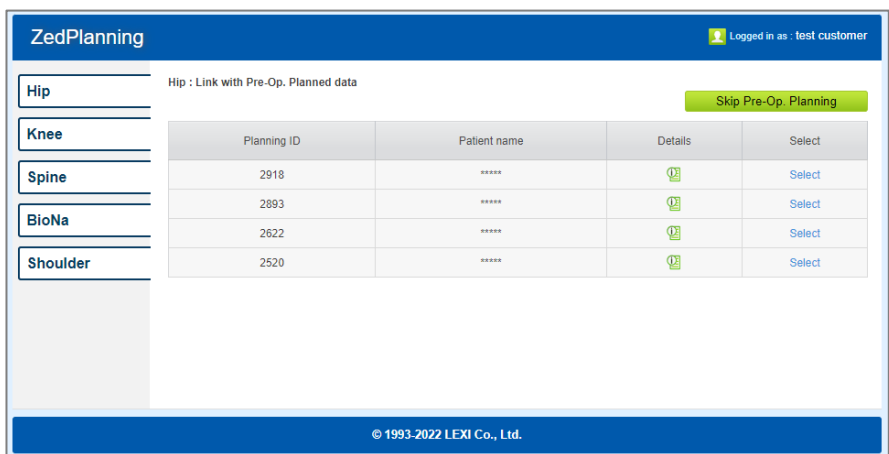 ZedPlanning
Logged in as : test customer
Hip
Knee
Spine
BioNa
Shoulder
Hip : Link with Pre-Op. Planned data
Skip Pre-Op. Planning
Planning ID Patient name Details Select
2918 ***** Select
2893 ***** Select
2622 ***** Select
2520 ***** Select
© 1993-2022 LEXI Co., Ltd.